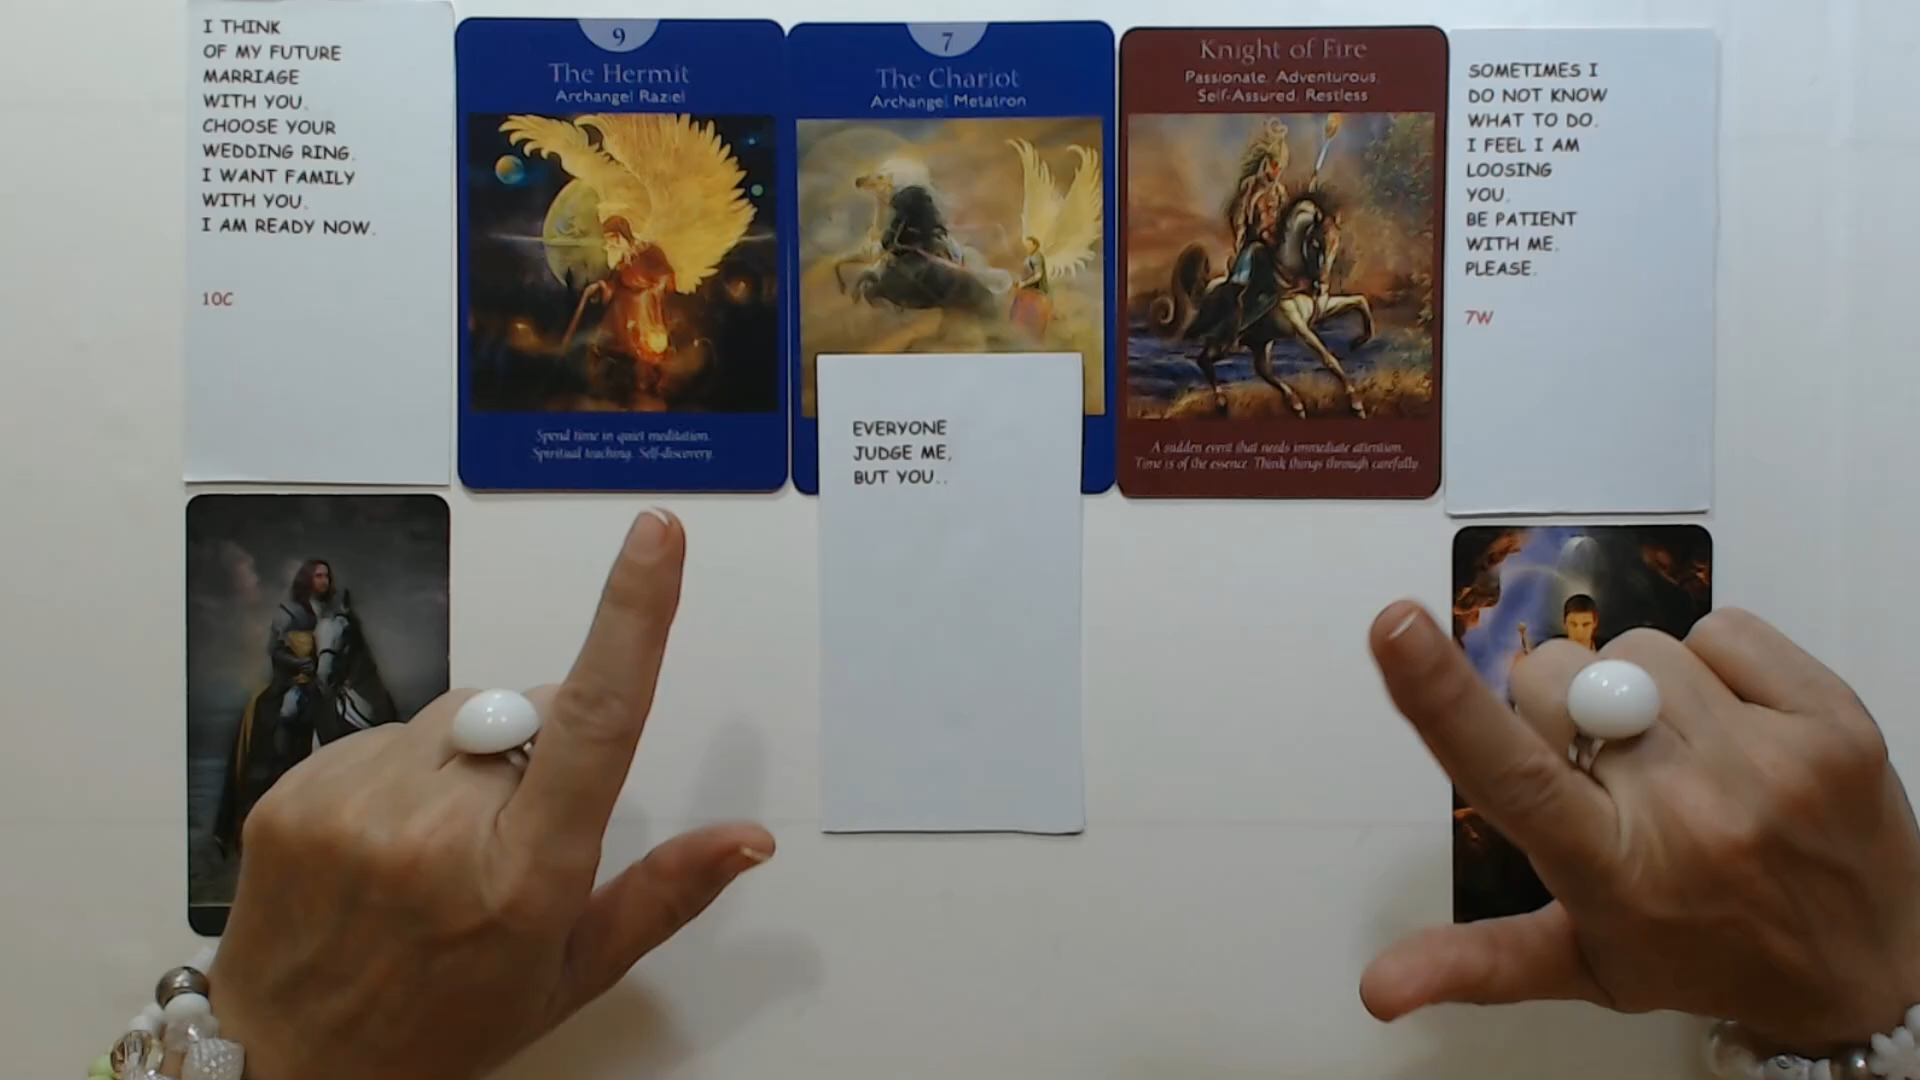 I THINK
OF MY FUTURE
MARRIAGE
WITH YOU.
CHOOSE YOUR
WEDDING RING.
I WANT FAMILY
WITH YOU.
I AM READY NOW.
10C
9
The Hermit
Archangel Raziel
Spend time in quiet meditation.
Spiritual teaching. Self-discovery.
7
The Chariot
Archangel Metatron
EVERYONE
JUDGE ME,
BUT YOU..
Knight of Fire
Passionate, Adventurous,
Self-Assured, Restless
A sudden event that needs immediate attention.
Time is of the essence. Think things through carefully.
SOMETIMES I
DO NOT KNOW
WHAT TO DO.
I FEEL I AM
LOOSING
YOU.
BE PATIENT
WITH ME.
PLEASE.
7W